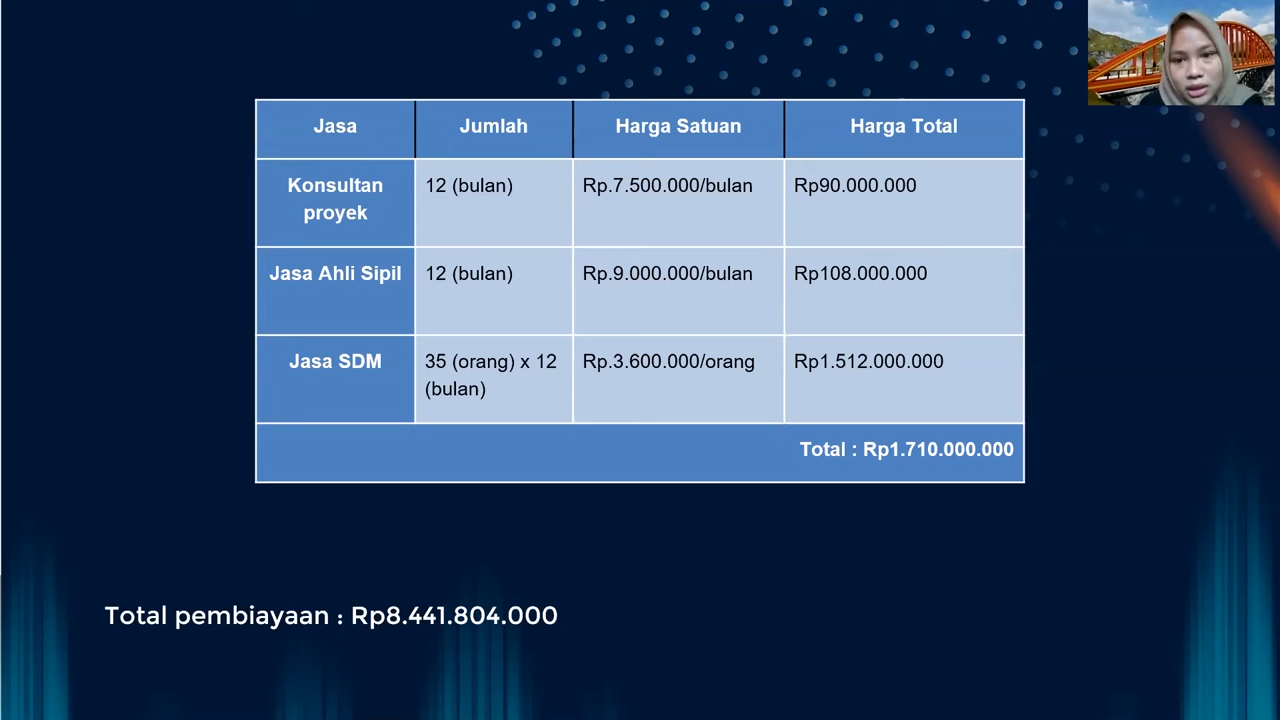 Jasa
Jumlah
Harga Satuan
Harga Total
Konsultan
proyek
12 (bulan)
Rp.7.500.000/bulan
Rp90.000.000
Jasa Ahli Sipil
12 (bulan)
Rp.9.000.000/bulan
Rp108.000.000
Jasa SDM
35 (orang) x 12
(bulan)
Rp.3.600.000/orang
Rp1.512.000.000
Total : Rp1.710.000.000
Total pembiayaan : Rp8.441.804.000